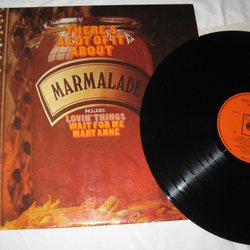 THERE'S
A LOT OF IT
ABOUT
MARMALADE
INCLUDES
LOVIN' THINGS
WAIT FOR ME
MARY ANNE